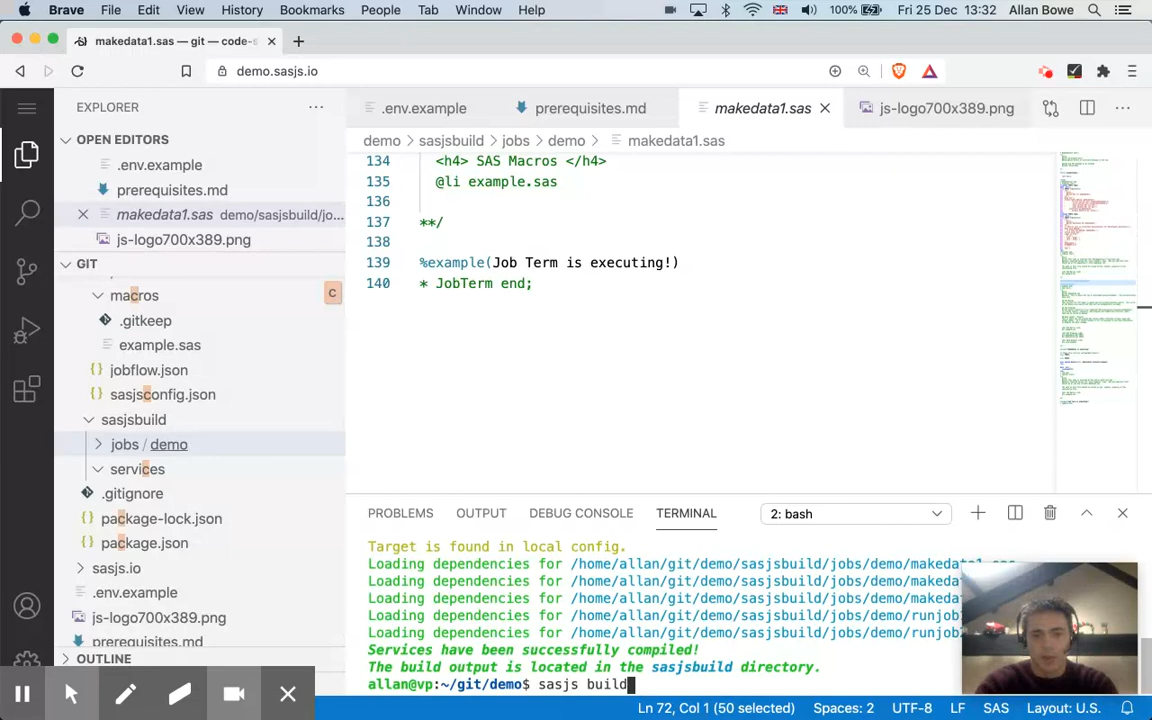 Brave File Edit View History Bookmarks People Tab Window Help 100% Fri 25 Dec 13:32 Allan Bowe
makedata1.sas — git — code-s
demo.sasjs.io
EXPLORER
OPEN EDITORS
.env.example
prerequisites.md
makedata1.sas demo/sasjsbuild/jo...
js-logo700x389.png
GIT
macros C
.gitkeep
example.sas
jobflow.json
sasjsconfig.json
sasjsbuild
jobs / demo
services
.gitignore
package-lock.json
package.json
sasjs.io
.env.example
js-logo700x389.png
prerequisites.md
OUTLINE
.env.example prerequisites.md makedata1.sas js-logo700x389.png
demo sasjsbuild jobs demo makedata1.sas
134 <h4> SAS Macros </h4>
135 @li example.sas
136
137 **/
138
139 %example(Job Term is executing!)
140 * JobTerm end;
PROBLEMS OUTPUT DEBUG CONSOLE TERMINAL 2: bash
Target is found in local config.
Loading dependencies for /home/allan/git/demo/sasjsbuild/jobs/demo/makedata1.sas
Loading dependencies for /home/allan/git/demo/sasjsbuild/jobs/demo/makedat
Loading dependencies for /home/allan/git/demo/sasjsbuild/jobs/demo/makedat
Loading dependencies for /home/allan/git/demo/sasjsbuild/jobs/demo/runjob
Loading dependencies for /home/allan/git/demo/sasjsbuild/jobs/demo/runjob
Services have been successfully compiled!
The build output is located in the sasjsbuild directory.
allan@vp:~/git/demo$ sasjs build
Ln 72, Col 1 (50 selected) Spaces: 2 UTF-8 LF SAS Layout: U.S.